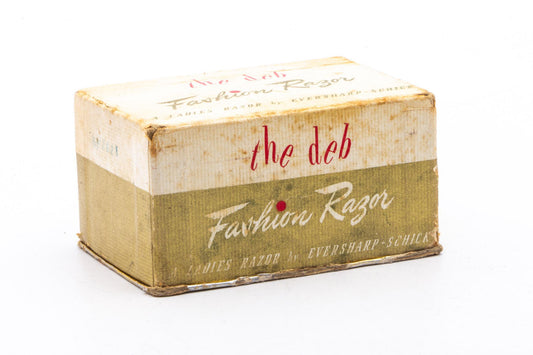 the deb
Fashion Razor
A LADIES RAZOR by EVERSHARP-SCHICK
the deb
Fashion Razor
A LADIES RAZOR by EVERSHARP-SCHICK